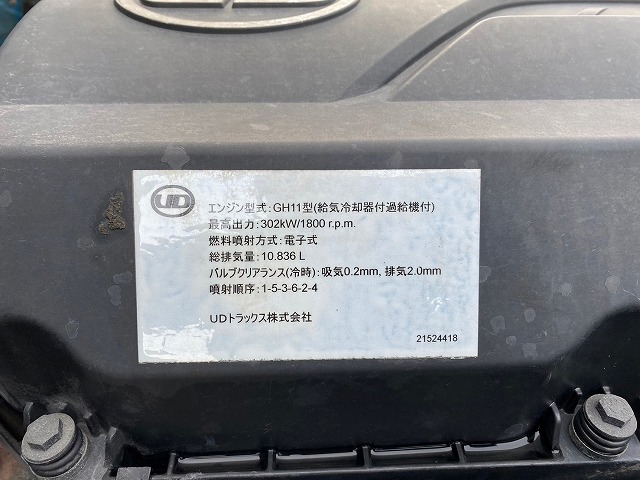 UD
エンジン型式:GH11型(給気冷却器付過給機付)
最高出力:302kW/1800 r.p.m.
燃料噴射方式:電子式
総排気量:10.836 L
バルブクリアランス(冷時):吸気0.2mm, 排気2.0mm
噴射順序:1-5-3-6-2-4
UDトラックス株式会社
21524418